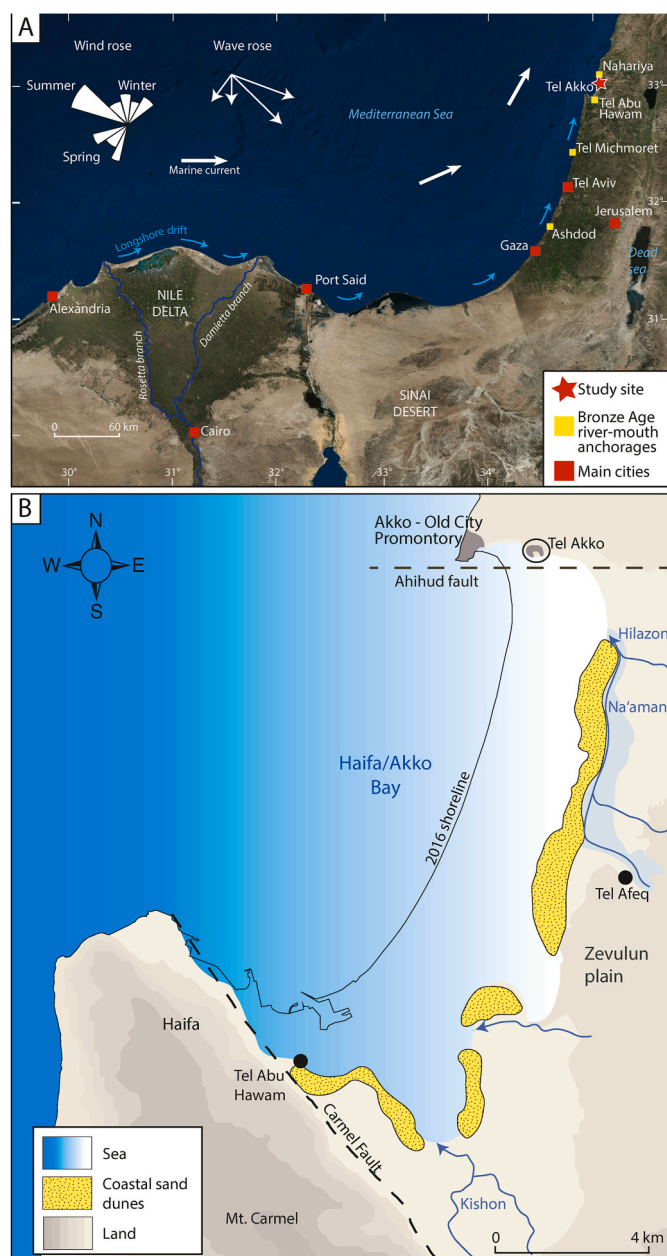 A
Wind rose
Wave rose
Summer
Winter
Spring
Marine current
Mediterranean Sea
Nahariya
Tel Akko
33°
Tel Abu
Hawam
Tel Michmoret
Tel Aviv
32°
Jerusalem
Ashdod
Gaza
Dead
sea
Longshore drift
Port Said
Alexandria
NILE
DELTA
Damietta branch
Rosetta branch
31°
SINAI
DESERT
Cairo
0 60 km
30° 31° 32° 33° 34°
Study site
Bronze Age
river-mouth
anchorages
Main cities
B
N
W E
S
Akko - Old City
Promontory
Tel Akko
Ahihud fault
Hilazon
Na'aman
Haifa/Akko
Bay
2016 shoreline
Tel Afeq
Zevulun
plain
Haifa
Tel Abu
Hawam
Carmel Fault
Kishon
Mt. Carmel
Sea
Coastal sand
dunes
Land
0 4 km